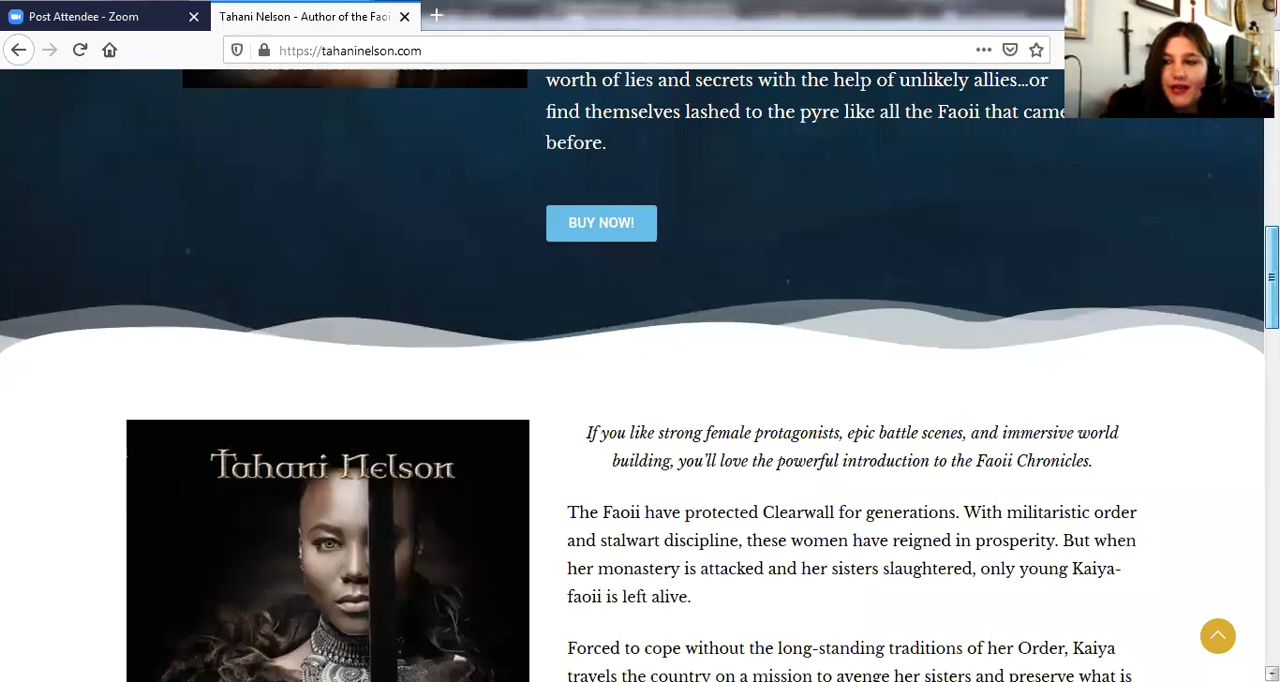 Post Attendee - Zoom
Tahani Nelson - Author of the Faoi
https://tahaninelson.com
worth of lies and secrets with the help of unlikely allies…or
find themselves lashed to the pyre like all the Faoii that came
before.
BUY NOW!
Tahani Nelson
If you like strong female protagonists, epic battle scenes, and immersive world
building, you'll love the powerful introduction to the Faoii Chronicles.
The Faoii have protected Clearwall for generations. With militaristic order
and stalwart discipline, these women have reigned in prosperity. But when
her monastery is attacked and her sisters slaughtered, only young Kaiya-
faoii is left alive.
Forced to cope without the long-standing traditions of her Order, Kaiya
travels the country on a mission to avenge her sisters and preserve what is